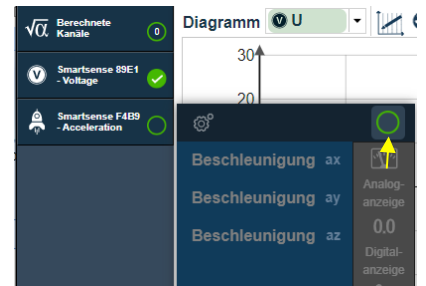 √α Berechnete
Kanäle
0
Diagramm V U
V Smartsense 89E1
- Voltage
30
Smartsense F4B9
- Acceleration
20
Beschleunigung ax
Beschleunigung ay
Beschleunigung az
Analog-
anzeige
0.0
Digital-
anzeige